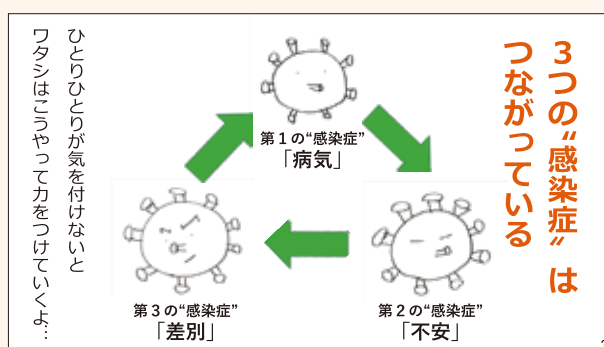 3つの“感染症”は
つながっている
第1の“感染症”
「病気」
第2の“感染症”
「不安」
第3の“感染症”
「差別」
ひとりひとりが気を付けないと
ワタシはこうやって力をつけていくよ…